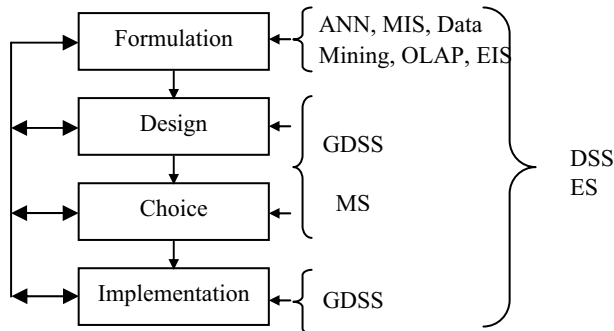 Formulation
ANN, MIS, Data
Mining, OLAP, EIS
Design
GDSS
Choice
MS
Implementation
GDSS
DSS
ES